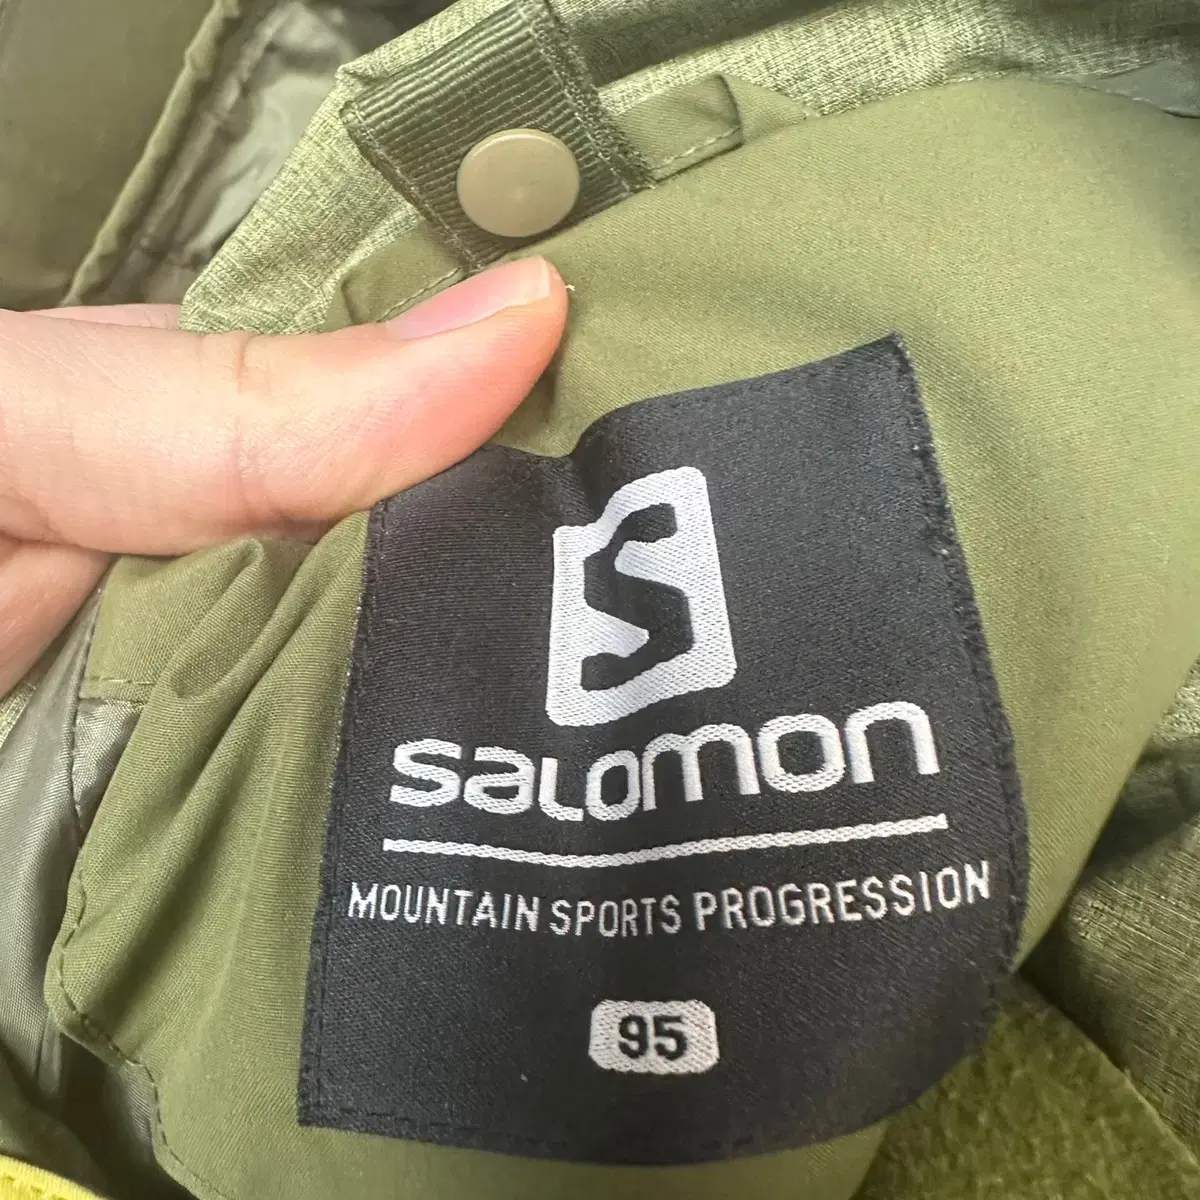 S
salomon
MOUNTAIN SPORTS PROGRESSION
95